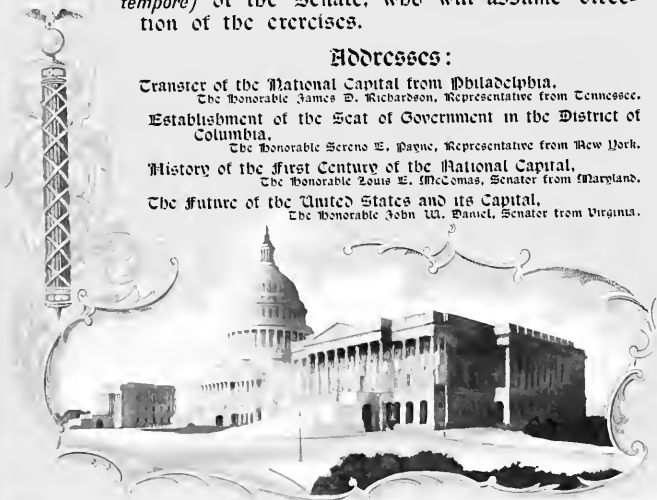 tempore) of the Senate, who will assume direc-
tion of the exercises.
Addresses:
Transfer of the National Capital from Philadelphia,
The Honorable James D. Richardson, Representative from Tennessee.
Establishment of the Seat of Government in the District of
Columbia,
The Honorable Sereno E. Payne, Representative from New York.
History of the First Century of the National Capital,
The Honorable Louis E. McComas, Senator from Maryland.
The Future of the United States and its Capital,
The Honorable John W. Daniel, Senator from Virginia.